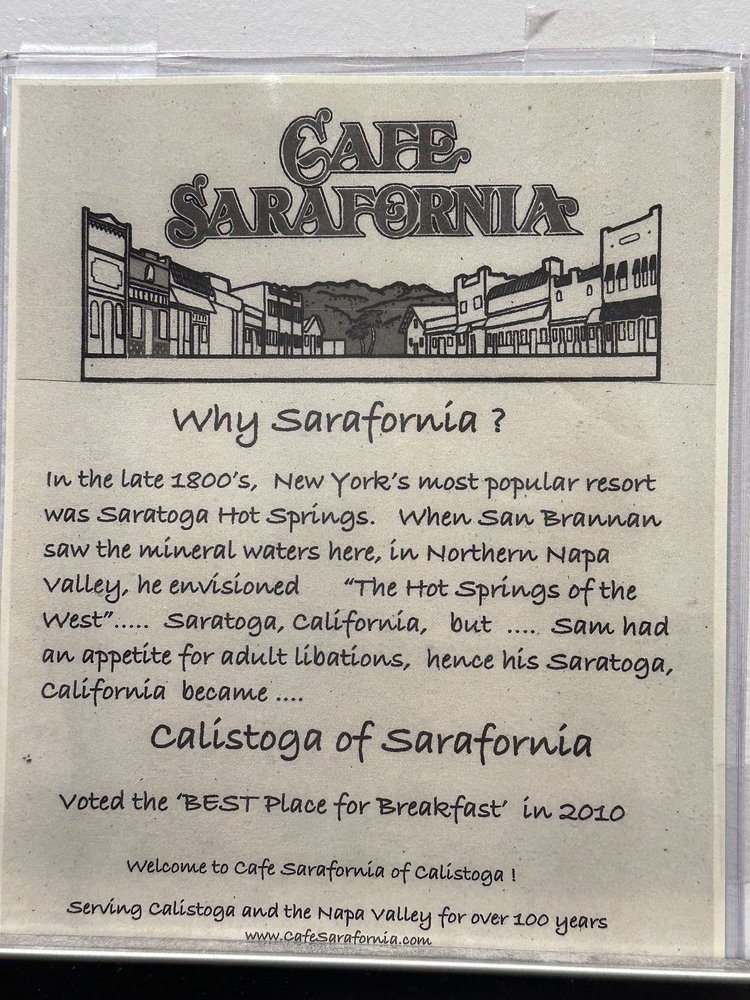 CAFE
SARAFORNIA
Why Sarafornia ?
In the late 1800's, New York's most popular resort
was Saratoga Hot Springs. When San Brannan
saw the mineral waters here, in Northern Napa
Valley, he envisioned "The Hot Springs of the
West"..... Saratoga, California, but .... Sam had
an appetite for adult libations, hence his Saratoga,
California became ....
Calistoga of Sarafornia
Voted the 'BEST Place for Breakfast' in 2010
Welcome to Cafe Sarafornia of Calistoga !
Serving Calistoga and the Napa Valley for over 100 years
www.CafeSarafornia.com